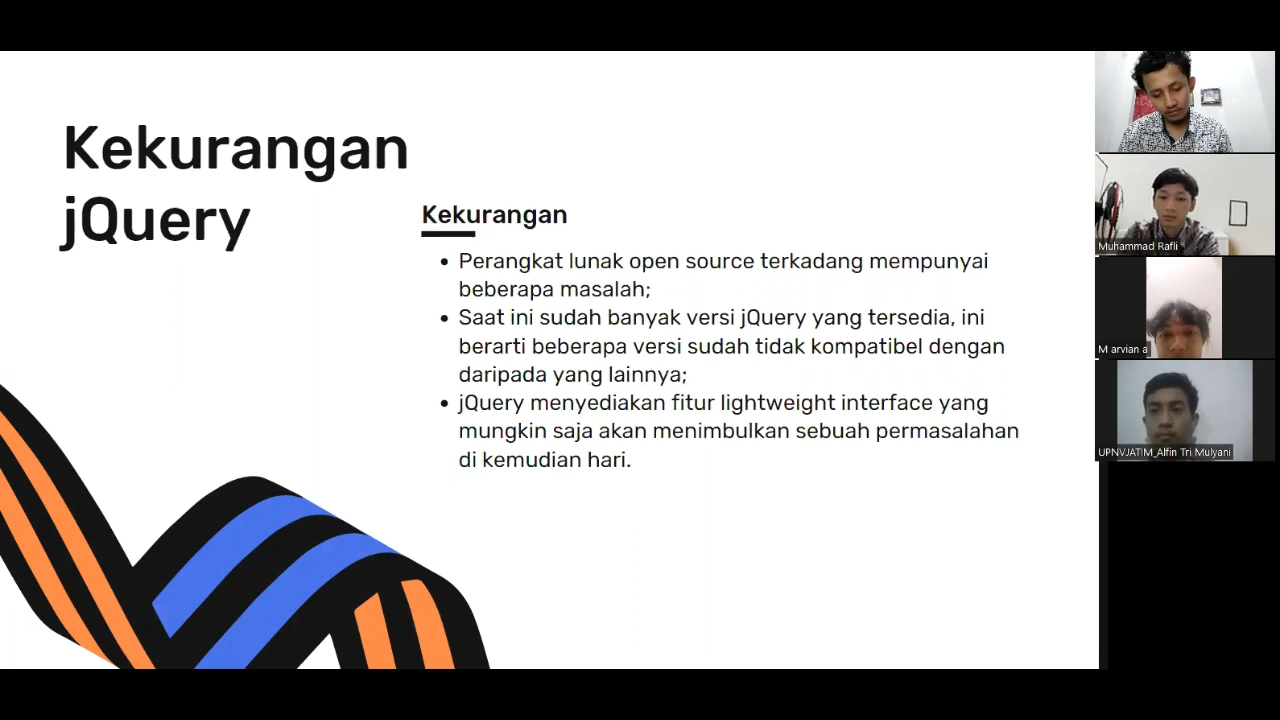 Kekurangan
jQuery
Kekurangan
• Perangkat lunak open source terkadang mempunyai
beberapa masalah;
• Saat ini sudah banyak versi jQuery yang tersedia, ini
berarti beberapa versi sudah tidak kompatibel dengan
daripada yang lainnya;
• jQuery menyediakan fitur lightweight interface yang
mungkin saja akan menimbulkan sebuah permasalahan
di kemudian hari.
Muhammad Rafli
M arvian a
UPNVJATIM_Alfin Tri Mulyani